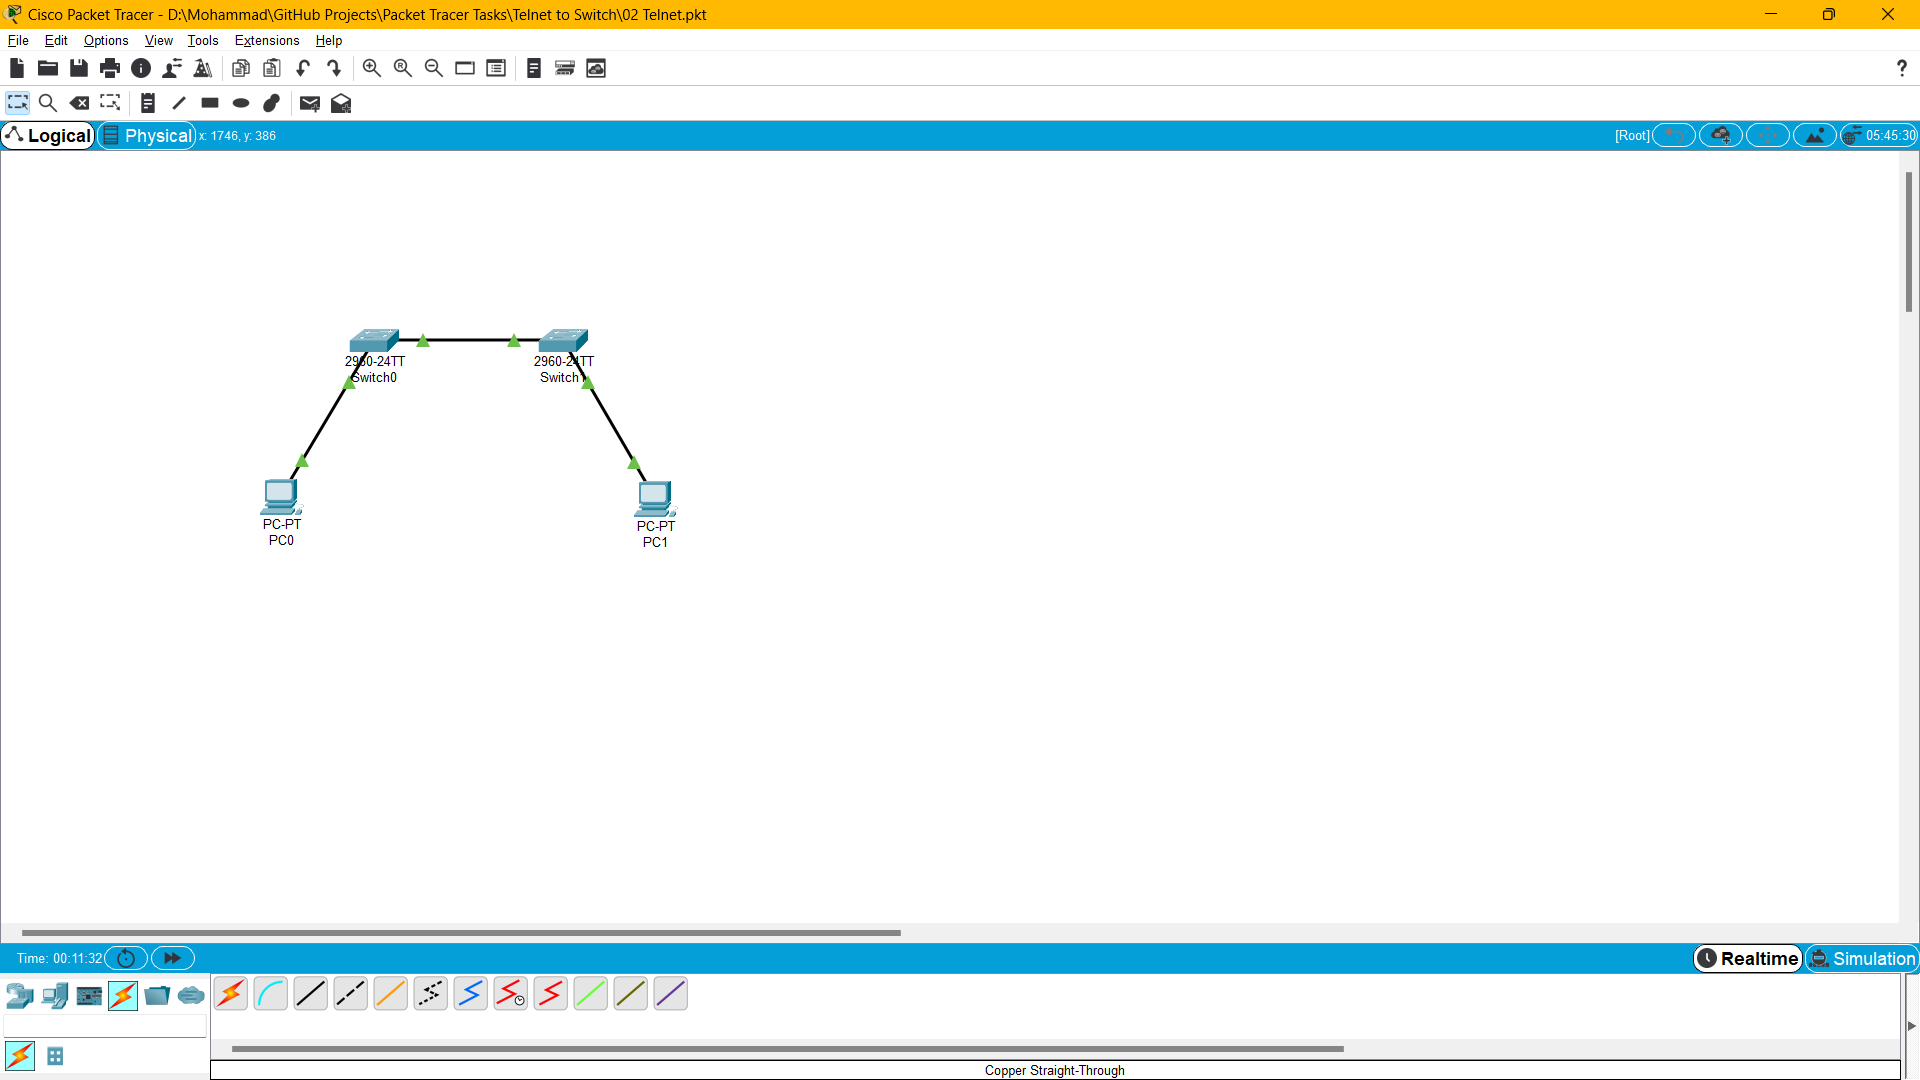 Cisco Packet Tracer - D:\Mohammad\GitHub Projects\Packet Tracer Tasks\Telnet to Switch\02 Telnet.pkt
File Edit Options View Tools Extensions Help
?
Logical Physical x: 1746, y: 386 [Root] 05:45:30
2960-24TT
Switch0
2960-24TT
Switch1
PC-PT
PC0
PC-PT
PC1
Time: 00:11:32 Realtime Simulation
Copper Straight-Through